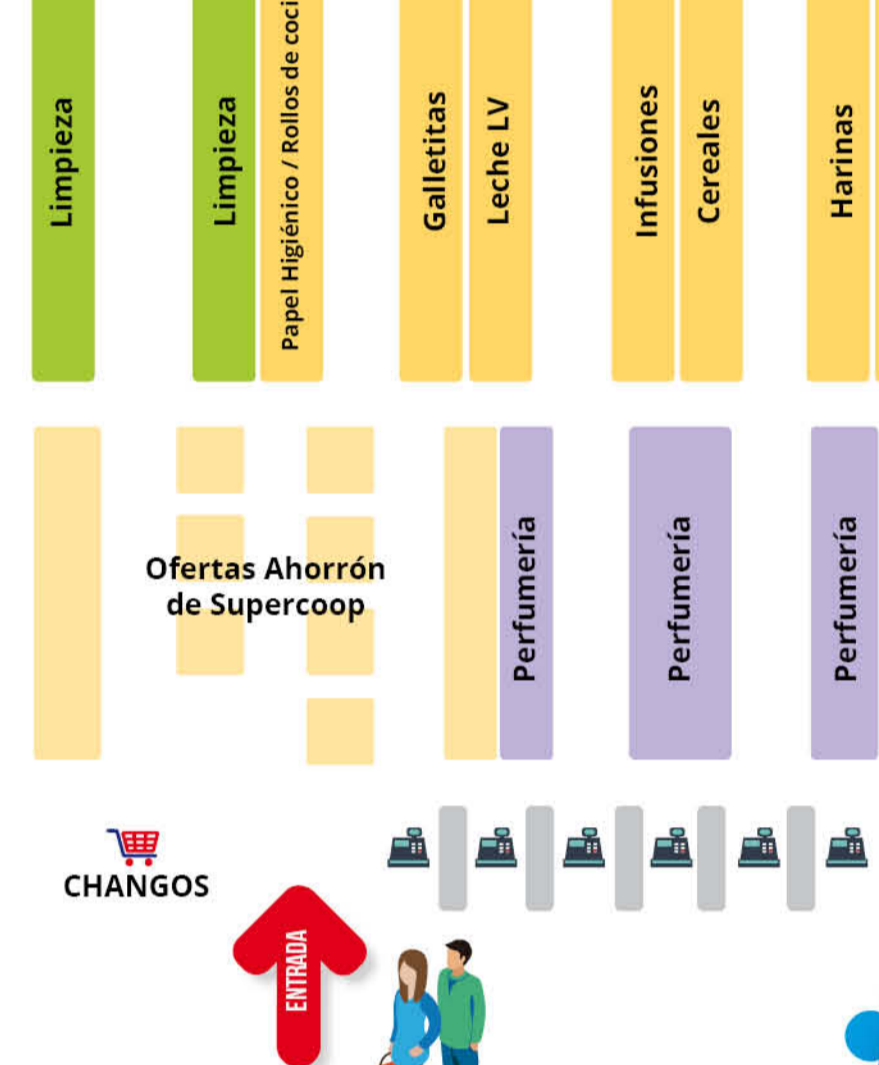 Limpieza
Limpieza
Papel Higiénico / Rollos de coci
Galletitas
Leche LV
Infusiones
Cereales
Harinas
Ofertas Ahorrón
de Supercoop
Perfumería
Perfumería
Perfumería
CHANGOS
ENTRADA